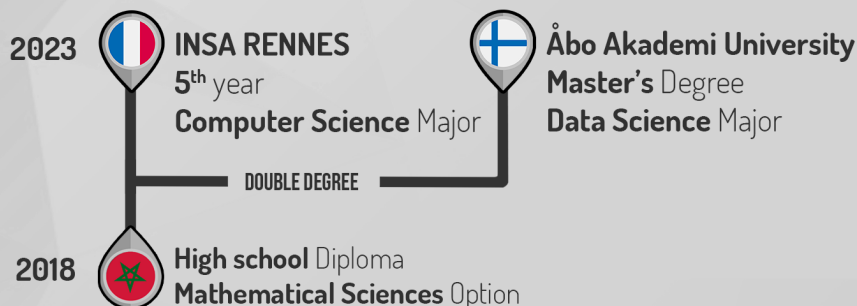 2023
INSA RENNES
5th year
Computer Science Major
Åbo Akademi University
Master's Degree
Data Science Major
DOUBLE DEGREE
2018
High school Diploma
Mathematical Sciences Option